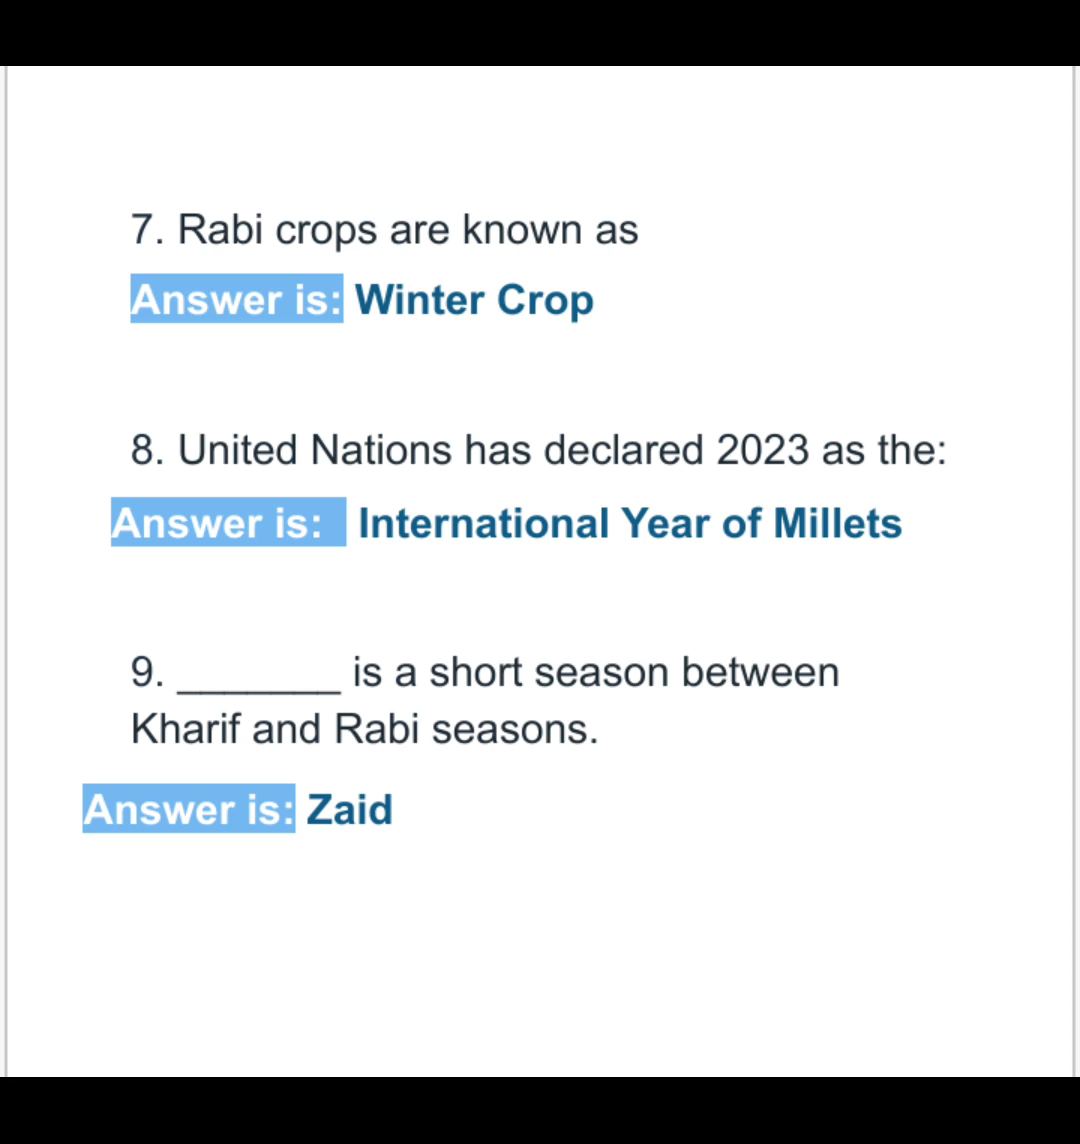 7. Rabi crops are known as
Answer is: Winter Crop
8. United Nations has declared 2023 as the:
Answer is: International Year of Millets
9. _______ is a short season between
Kharif and Rabi seasons.
Answer is: Zaid